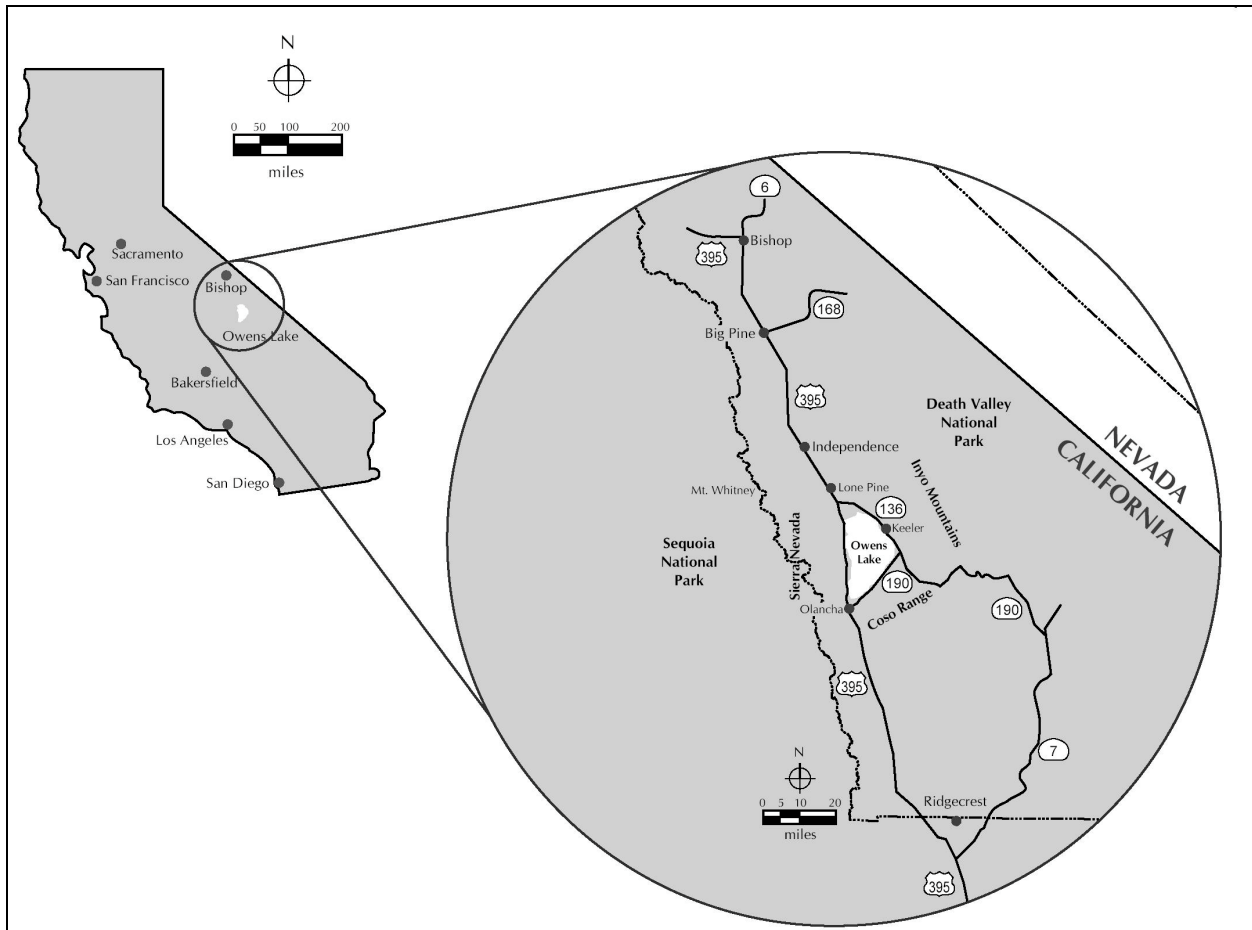 N
0 50 100 200
miles
Sacramento
San Francisco
Bishop
Owens Lake
Bakersfield
Los Angeles
San Diego
6
395
Bishop
168
Big Pine
395
Death Valley
National
Park
NEVADA
CALIFORNIA
Independence
Inyo Mountains
Mt. Whitney
Lone Pine
136
Keeler
Sequoia
National
Park
Sierra Nevada
Owens
Lake
190
Olancha
Coso Range
190
395
7
N
0 5 10 20
miles
Ridgecrest
395